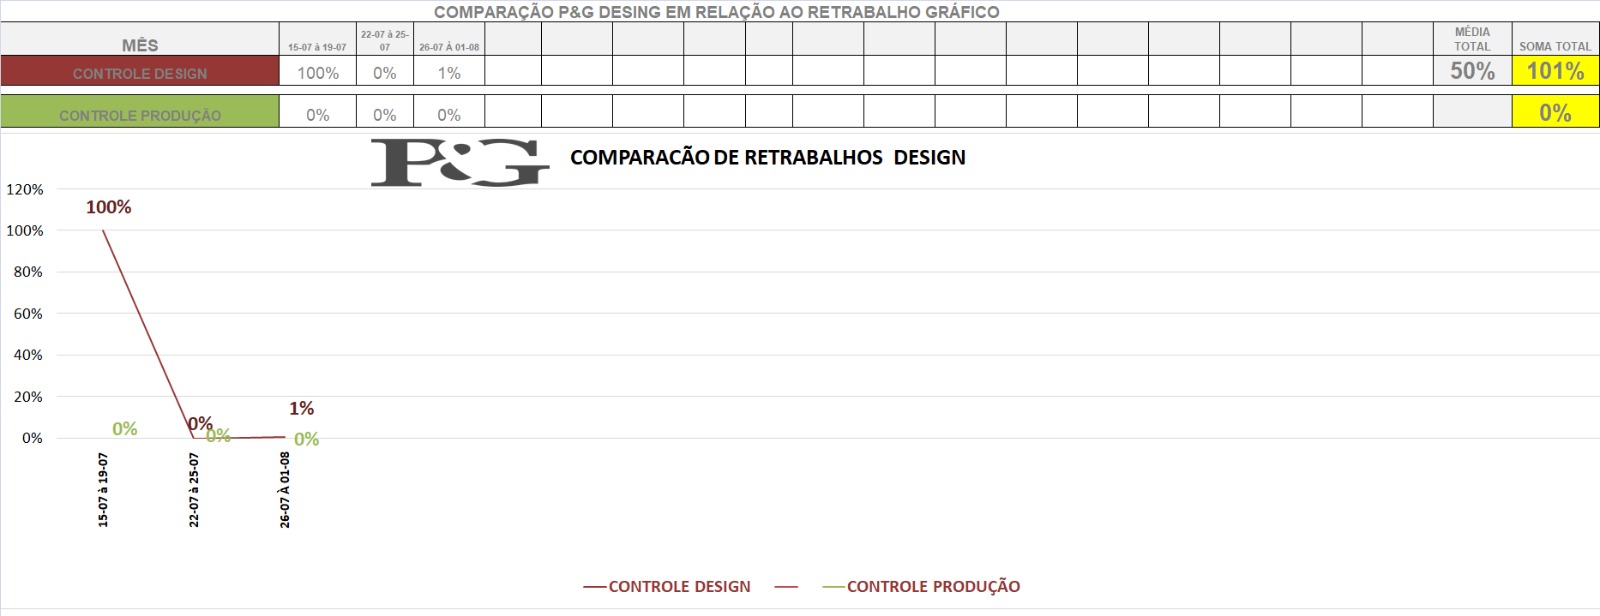 COMPARAÇÃO P&G DESING EM RELAÇÃO AO RETRABALHO GRÁFICO
MÊS 15-07 à 19-07 22-07 à 25-07 26-07 À 01-08 MÉDIA TOTAL SOMA TOTAL
CONTROLE DESIGN 100% 0% 1% 50% 101%
CONTROLE PRODUÇÃO 0% 0% 0% 0%
P&G COMPARACÃO DE RETRABALHOS DESIGN
120%
100%
100%
80%
60%
40%
20%
0%
0% 0% 1%
0% 0% 0%
15-07 à 19-07
22-07 à 25-07
26-07 À 01-08
CONTROLE DESIGN CONTROLE PRODUÇÃO